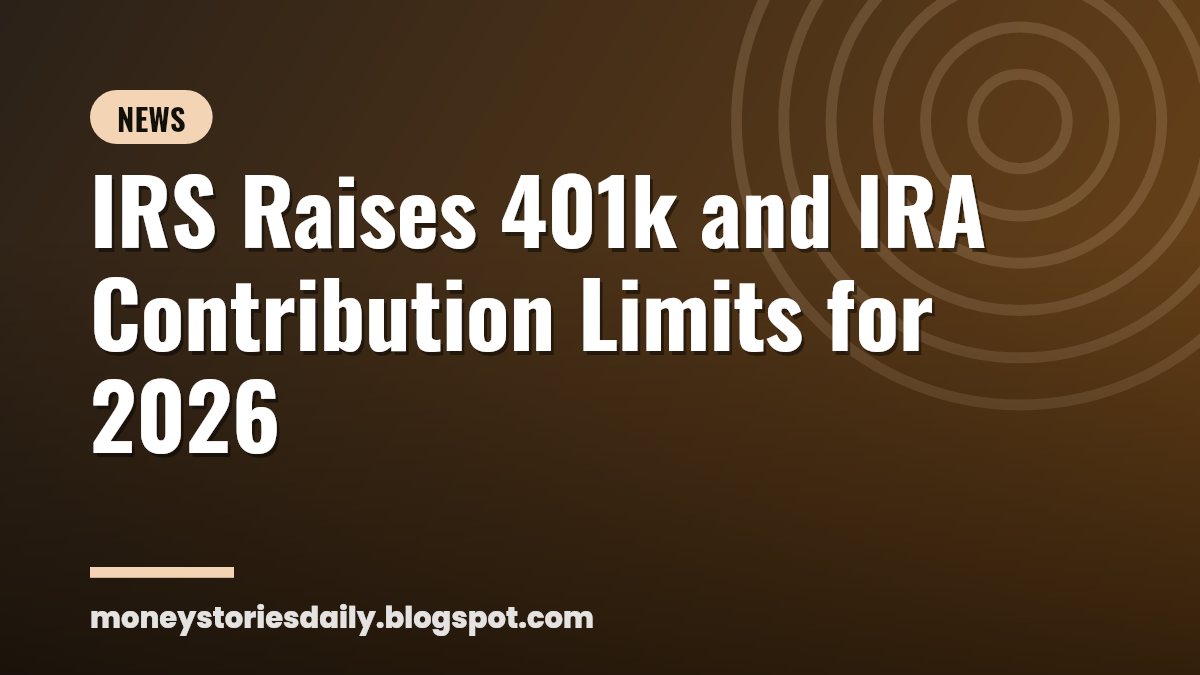 NEWS
IRS Raises 401k and IRA
Contribution Limits for
2026
moneystoriesdaily.blogspot.com